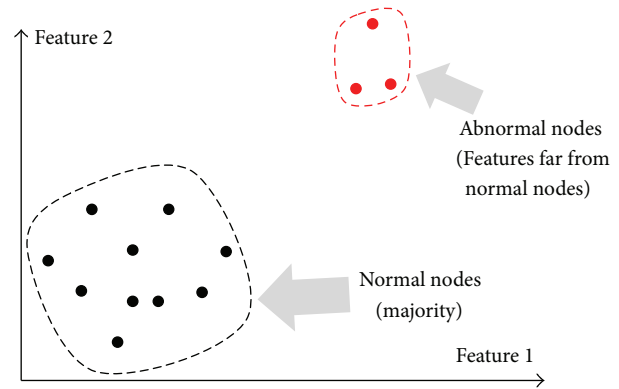 Feature 2
Abnormal nodes
(Features far from
normal nodes)
Normal nodes
(majority)
Feature 1